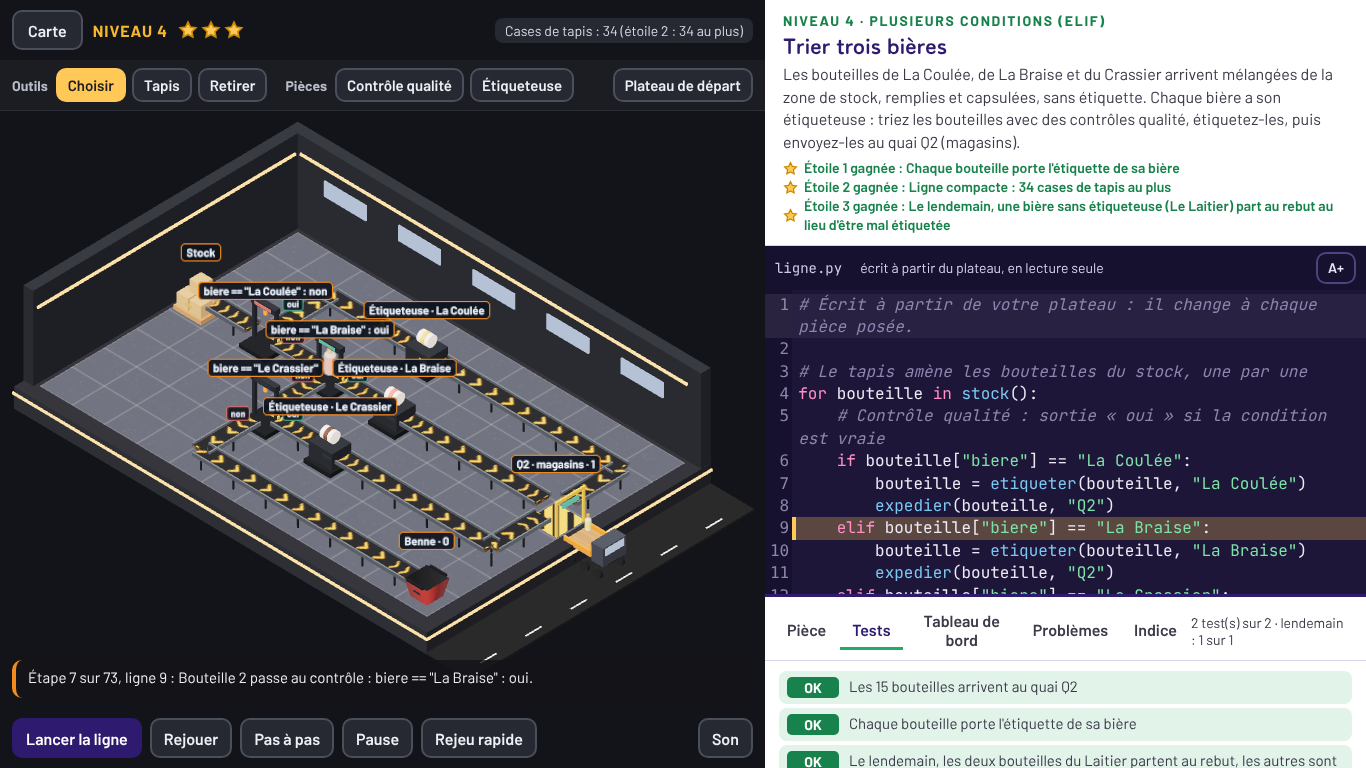 Carte
NIVEAU 4
Cases de tapis : 34 (étoile 2 : 34 au plus)
Outils
Choisir
Tapis
Retirer
Pièces
Contrôle qualité
Étiqueteuse
Plateau de départ
Stock
biere == "La Coulée" : non
oui
Étiqueteuse · La Coulée
biere == "La Braise" : oui
biere == "Le Crassier"
Étiqueteuse · La Braise
Étiqueteuse · Le Crassier
non
Q2 · magasins · 1
Benne · 0
Étape 7 sur 73, ligne 9 : Bouteille 2 passe au contrôle : biere == "La Braise" : oui.
Lancer la ligne
Rejouer
Pas à pas
Pause
Rejeu rapide
Son
NIVEAU 4 · PLUSIEURS CONDITIONS (ELIF)
Trier trois bières
Les bouteilles de La Coulée, de La Braise et du Crassier arrivent mélangées de la
zone de stock, remplies et capsulées, sans étiquette. Chaque bière a son
étiqueteuse : triez les bouteilles avec des contrôles qualité, étiquetez-les, puis
envoyez-les au quai Q2 (magasins).
Étoile 1 gagnée : Chaque bouteille porte l'étiquette de sa bière
Étoile 2 gagnée : Ligne compacte : 34 cases de tapis au plus
Étoile 3 gagnée : Le lendemain, une bière sans étiqueteuse (Le Laitier) part au rebut au
lieu d'être mal étiquetée
ligne.py
écrit à partir du plateau, en lecture seule
A+
1 # Écrit à partir de votre plateau : il change à chaque
pièce posée.
2
3 # Le tapis amène les bouteilles du stock, une par une
4 for bouteille in stock():
5 # Contrôle qualité : sortie « oui » si la condition
est vraie
6 if bouteille["biere"] == "La Coulée":
7 bouteille = etiqueter(bouteille, "La Coulée")
8 expedier(bouteille, "Q2")
9 elif bouteille["biere"] == "La Braise":
10 bouteille = etiqueter(bouteille, "La Braise")
11 expedier(bouteille, "Q2")
12 elif bouteille["biere"] == "Le Crassier":
Pièce
Tests
Tableau de
bord
Problèmes
Indice
2 test(s) sur 2 · lendemain
: 1 sur 1
OK Les 15 bouteilles arrivent au quai Q2
OK Chaque bouteille porte l'étiquette de sa bière
OK Le lendemain, les deux bouteilles du Laitier partent au rebut, les autres sont